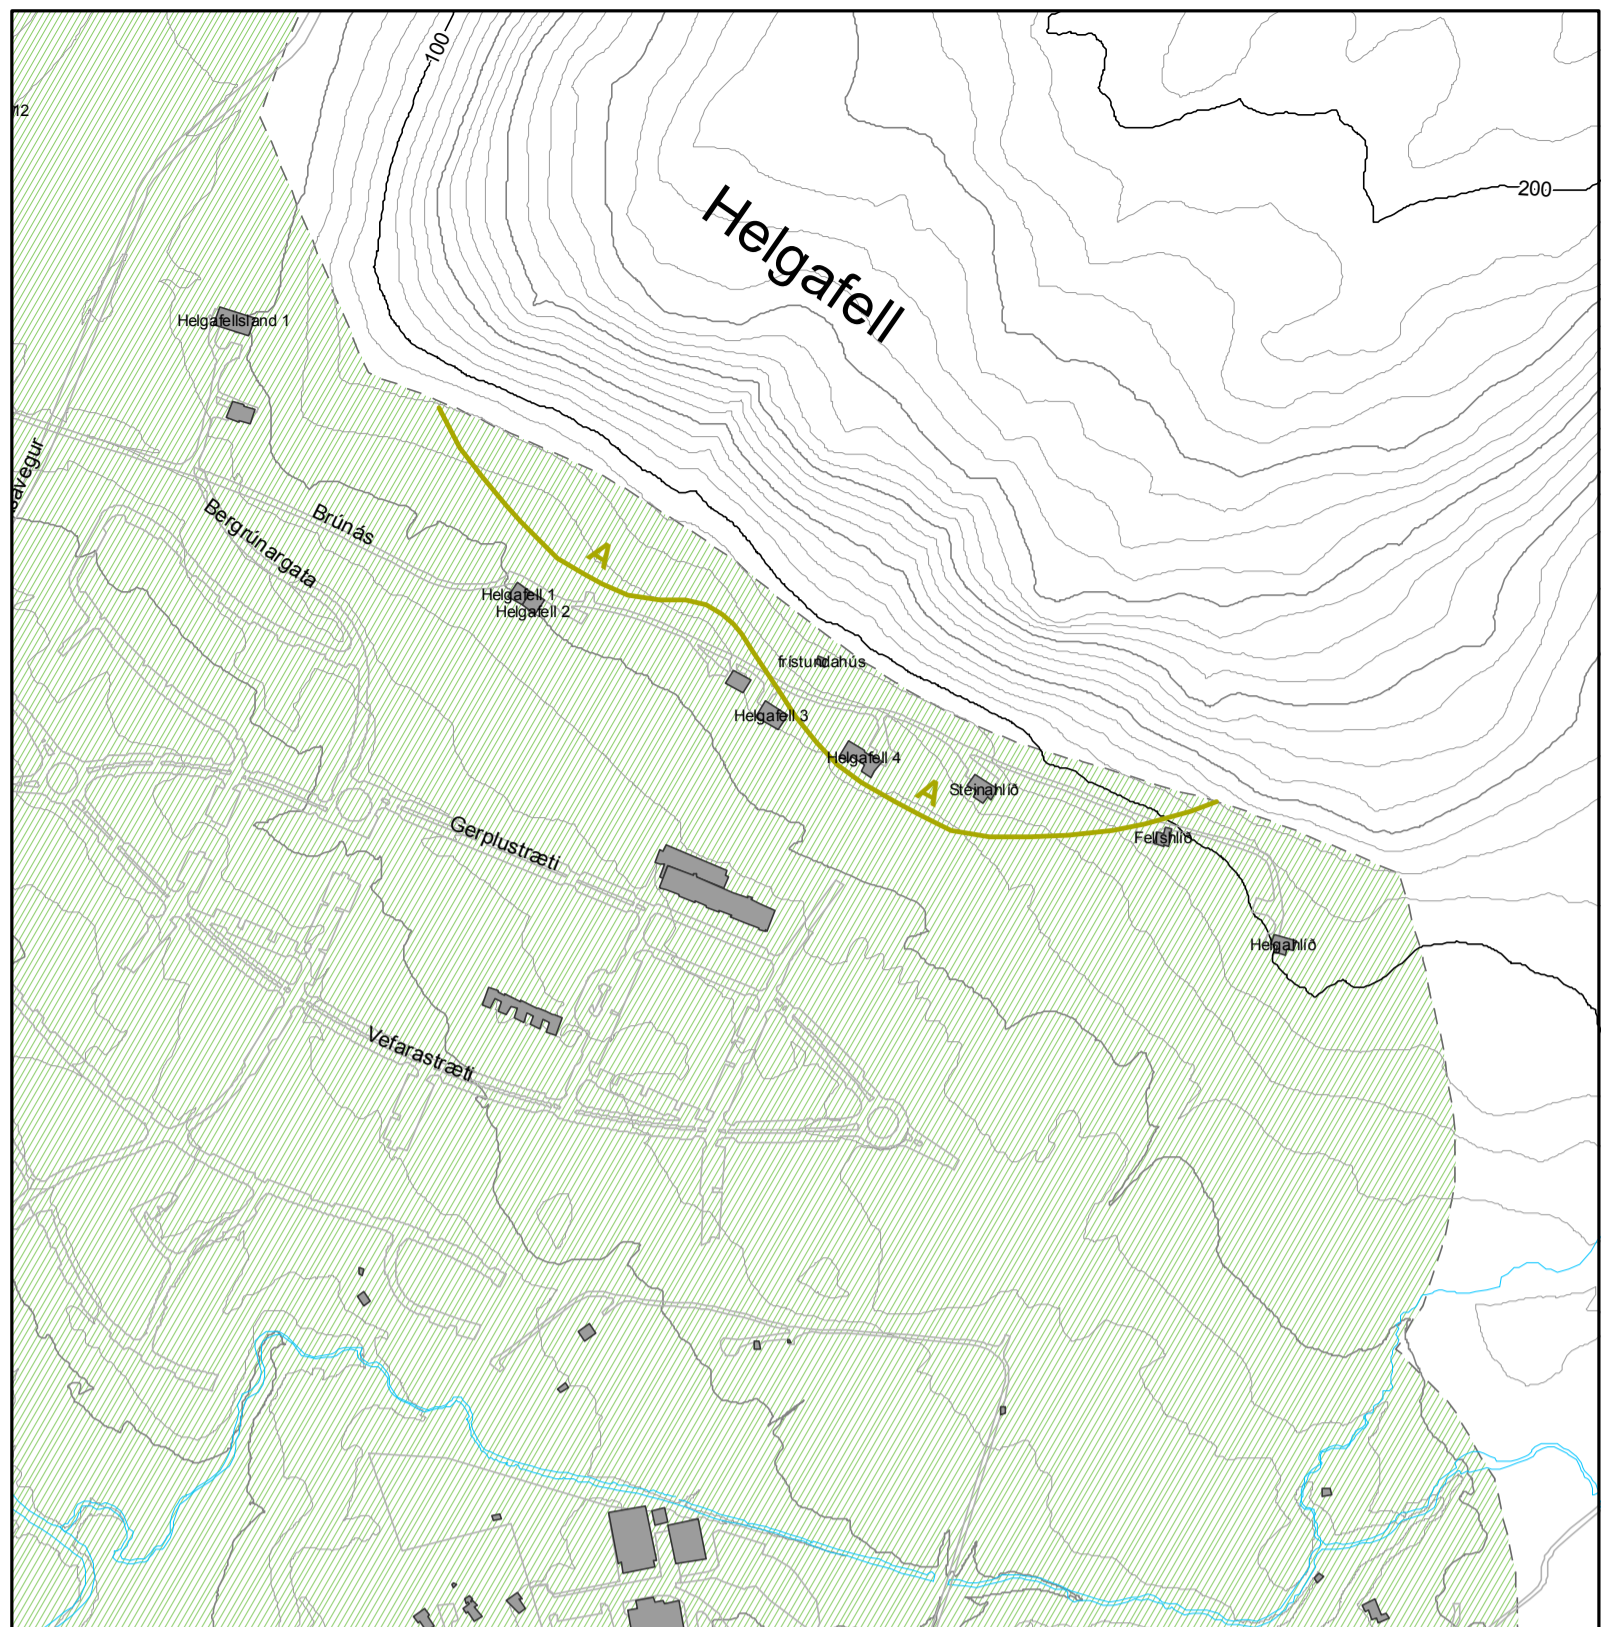 100
12
200
Helgafell
Helgafellsland 1
Brúnás
Bergrúnargata
A
Helgafell 1
Helgafell 2
frístundahús
Helgafell 3
Helgafell 4
A
Steinahlíð
Fellshlíð
Gerplustræti
Helgahlíð
Vefarastræti